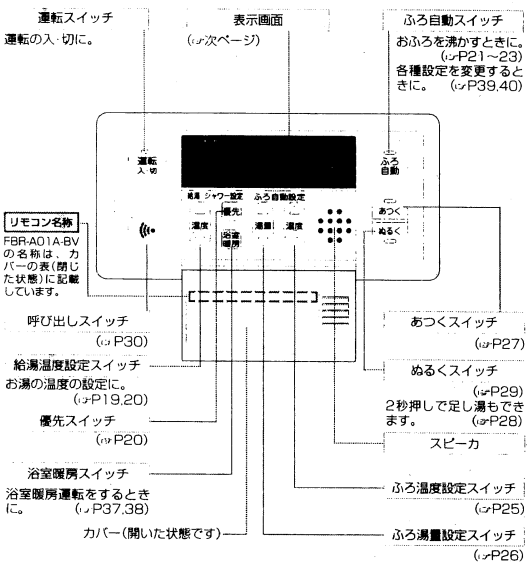 運転スイッチ
運転の入・切に。
表示画面
(☞次ページ)
ふろ自動スイッチ
おふろを沸かすときに。
(☞P21～23)
各種設定を変更すると
きに。 (☞P39,40)
運転
入・切
ふろ
自動
給湯 シャワー設定 ふろ自動設定
優先
温度
浴室
暖房
湯量
温度
あつく
ぬるく
リモコン名称
FBR-A01A-BV
の名称は、カ
バーの表(閉じ
た状態)に記載
しています。
呼び出しスイッチ
(☞P30)
給湯温度設定スイッチ
お湯の温度の設定に。
(☞P19,20)
優先スイッチ
(☞P20)
浴室暖房スイッチ
浴室暖房運転をするとき
に。 (☞P37,38)
カバー(開いた状態です)
あつくスイッチ
(☞P27)
ぬるくスイッチ
(☞P29)
2秒押しで足し湯もでき
ます。 (☞P28)
スピーカ
ふろ温度設定スイッチ
(☞P25)
ふろ湯量設定スイッチ
(☞P26)